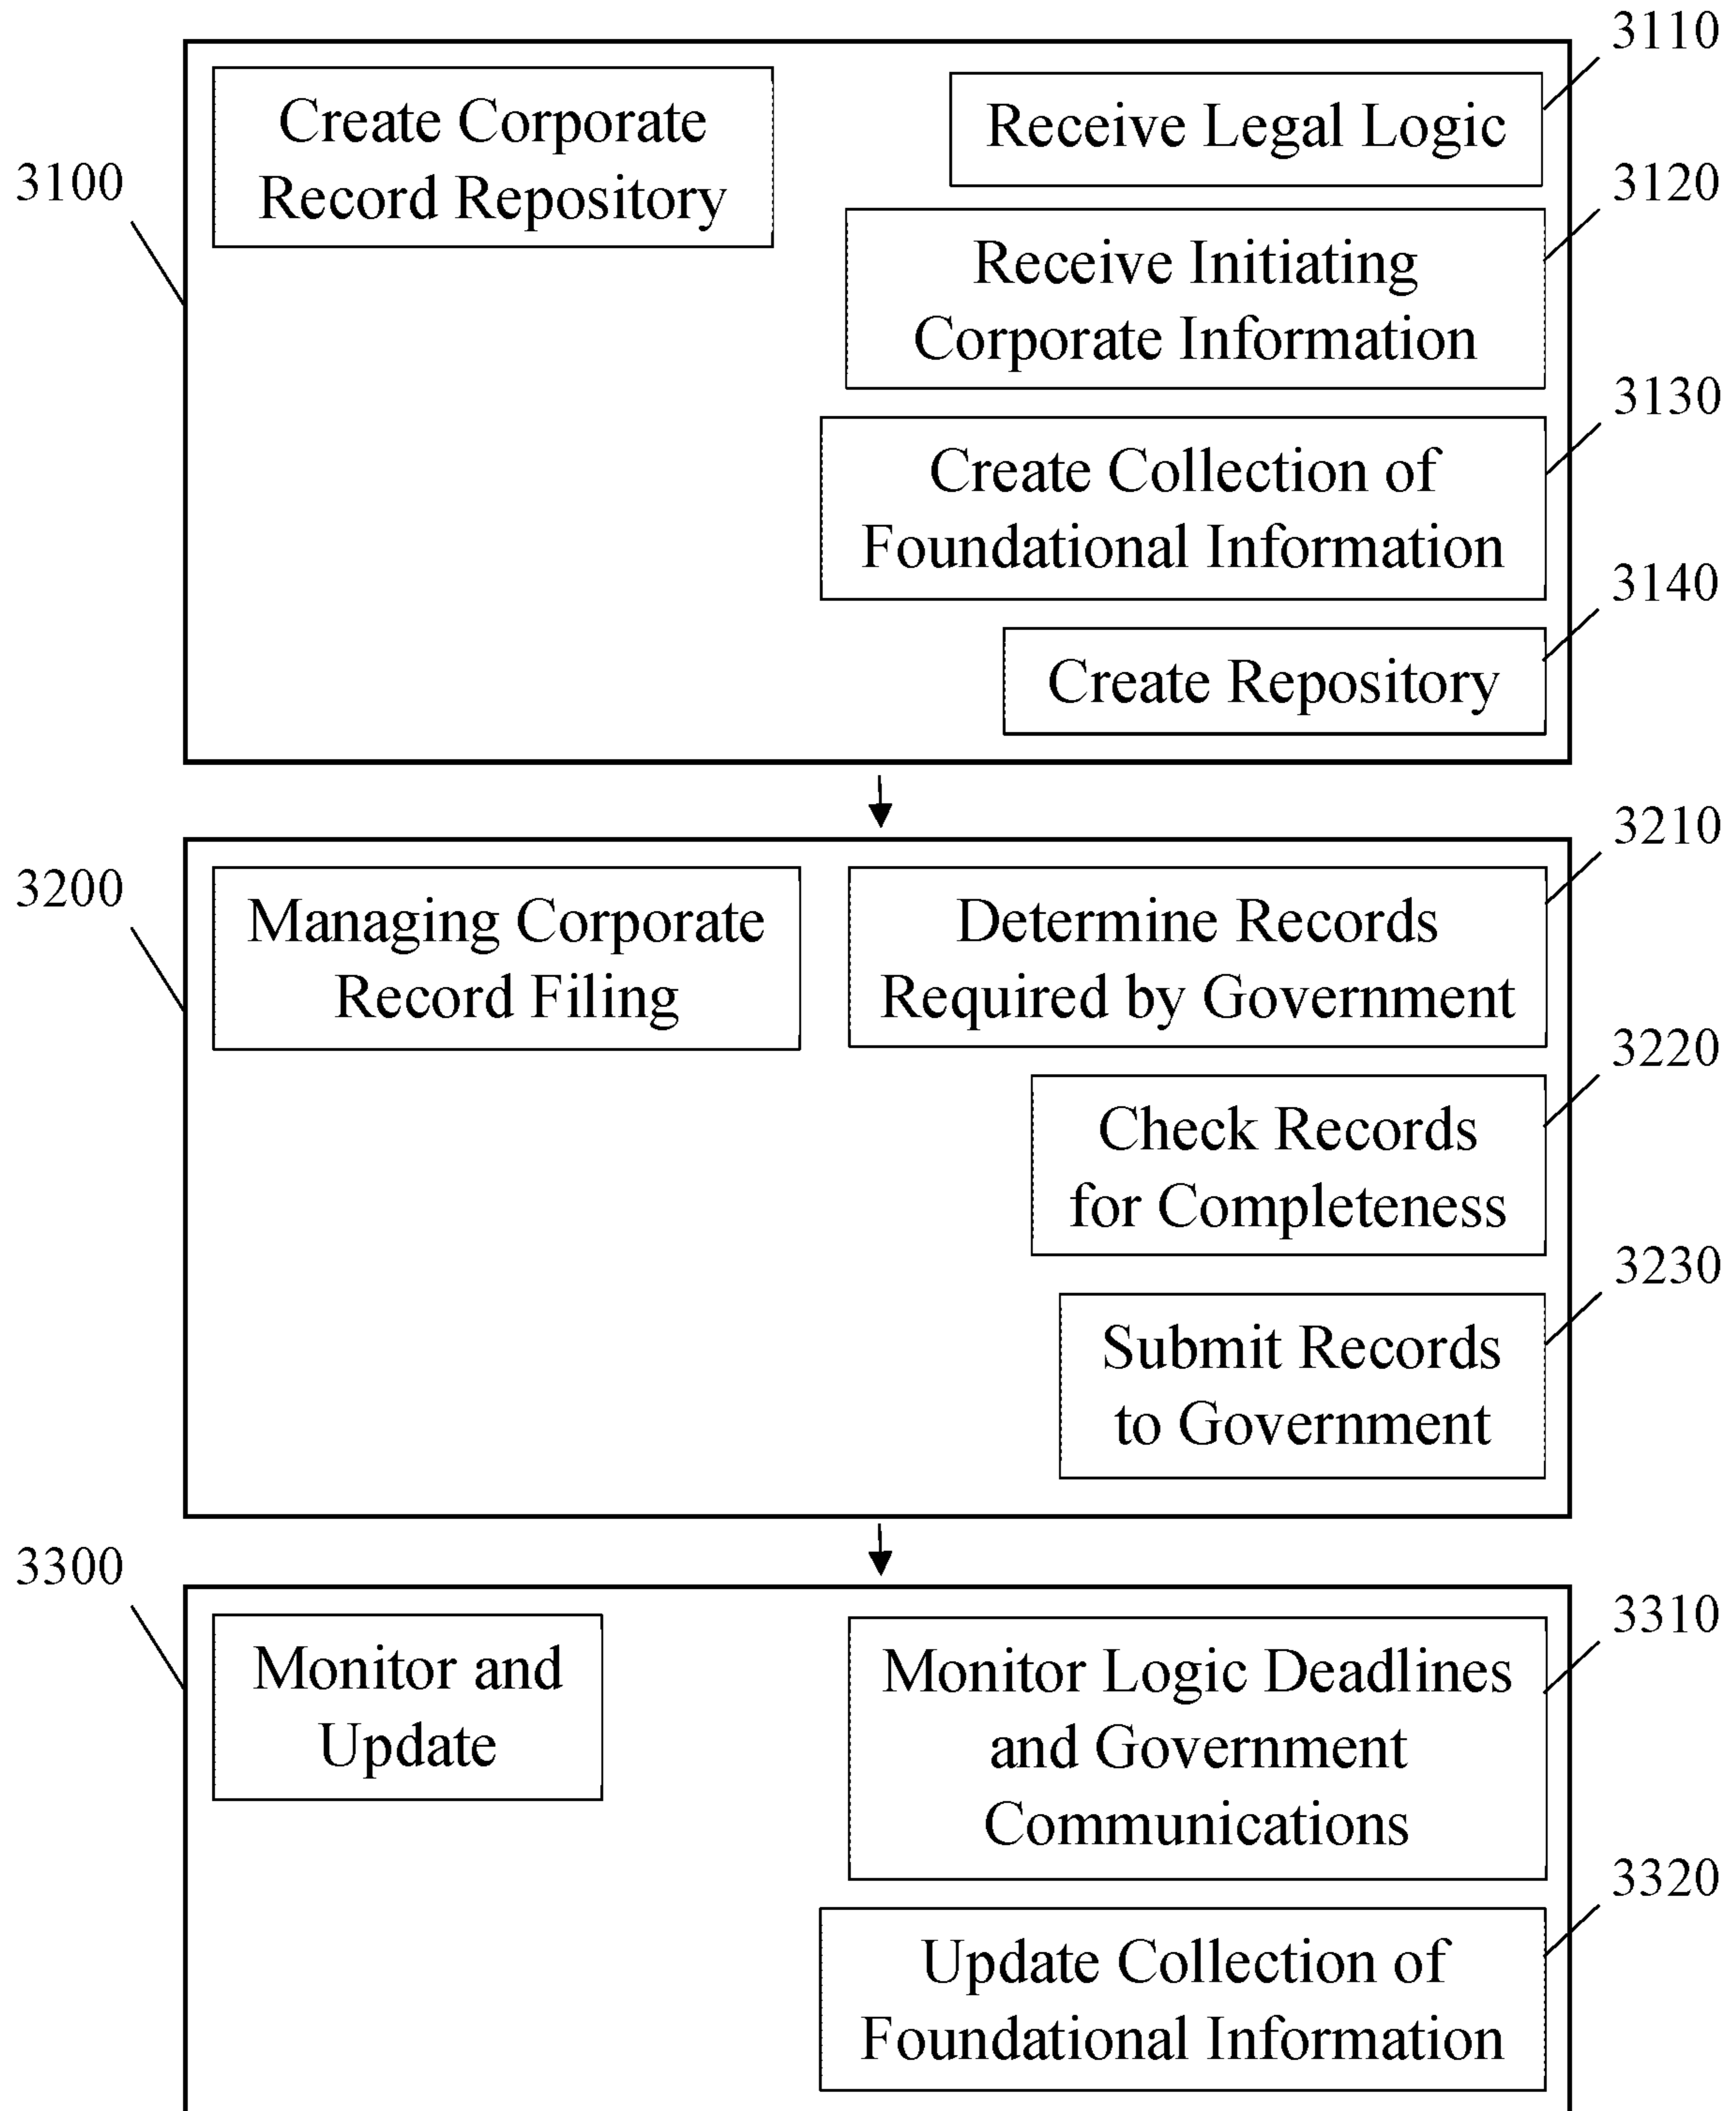 3100
Create Corporate
Record Repository
3110
Receive Legal Logic
3120
Receive Initiating
Corporate Information
3130
Create Collection of
Foundational Information
3140
Create Repository
3200
Managing Corporate
Record Filing
3210
Determine Records
Required by Government
3220
Check Records
for Completeness
3230
Submit Records
to Government
3300
Monitor and
Update
3310
Monitor Logic Deadlines
and Government
Communications
3320
Update Collection of
Foundational Information